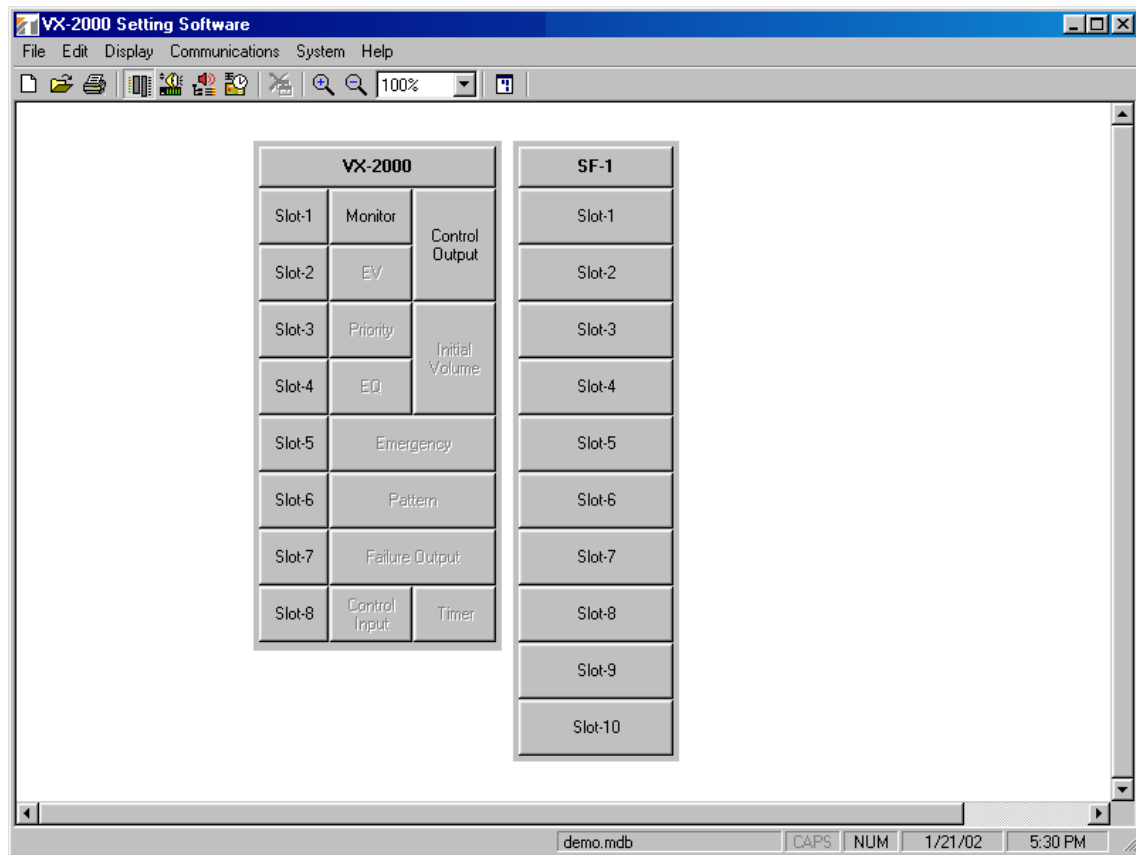 VX-2000 Setting Software
File Edit Display Communications System Help
100%
VX-2000
Slot-1
Monitor
Control
Output
Slot-2
EV
Slot-3
Priority
Initial
Volume
Slot-4
EQ
Slot-5
Emergency
Slot-6
Pattern
Slot-7
Failure Output
Slot-8
Control
Input
Timer
SF-1
Slot-1
Slot-2
Slot-3
Slot-4
Slot-5
Slot-6
Slot-7
Slot-8
Slot-9
Slot-10
demo.mdb CAPS NUM 1/21/02 5:30 PM